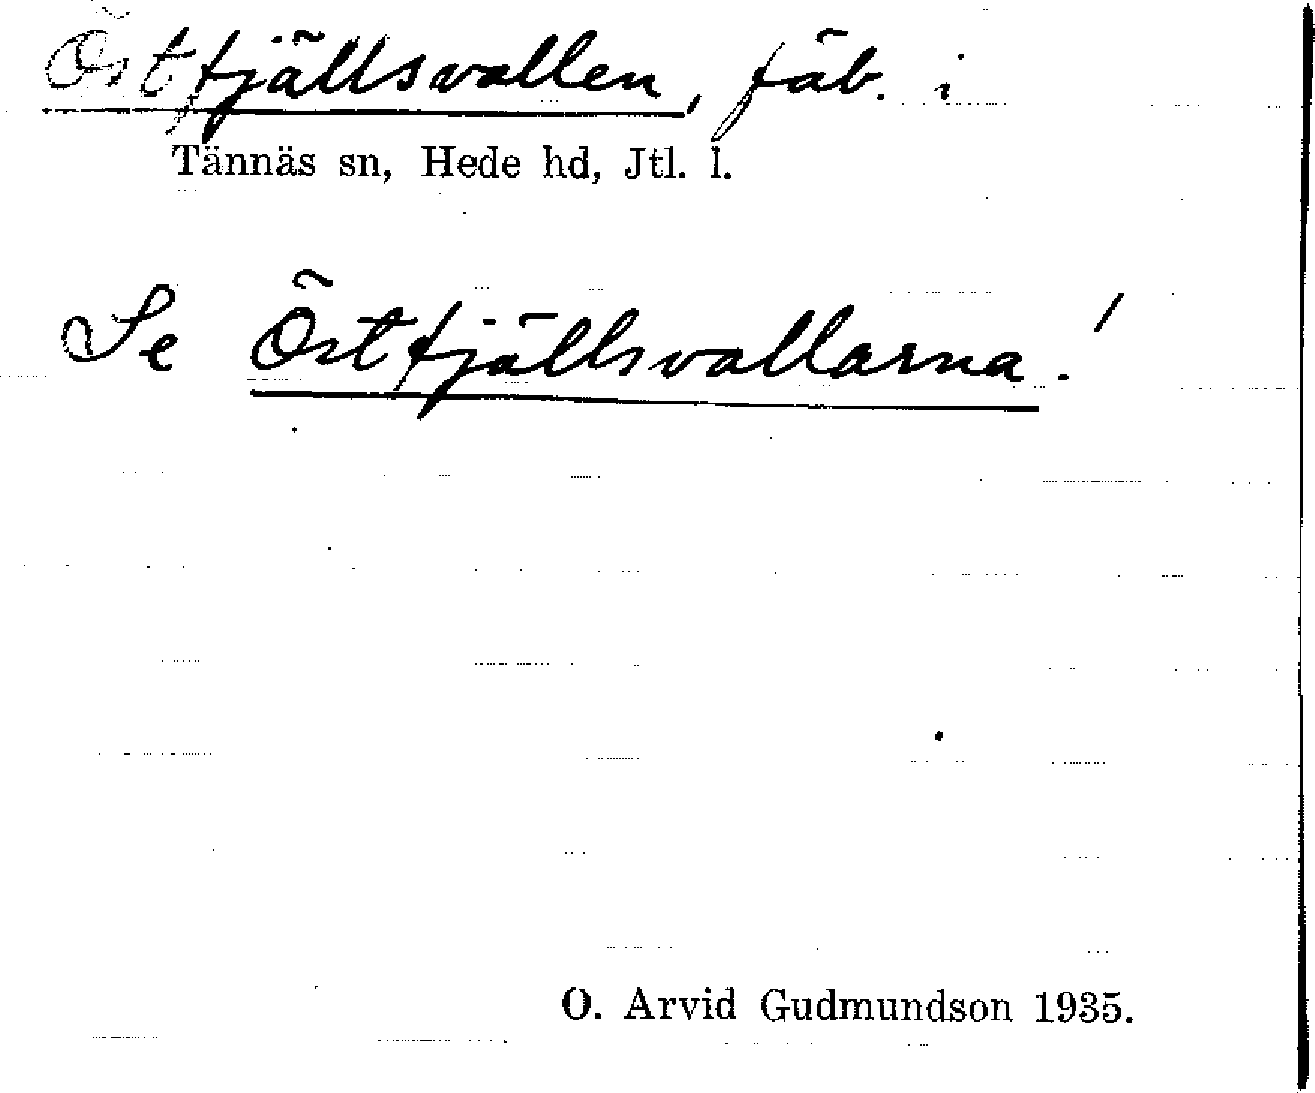 Östfjällsvallen, fäb. i
Tännäs sn, Hede hd, Jtl. l.
Se Östfjällsvallarna!
O. Arvid Gudmundson 1935.